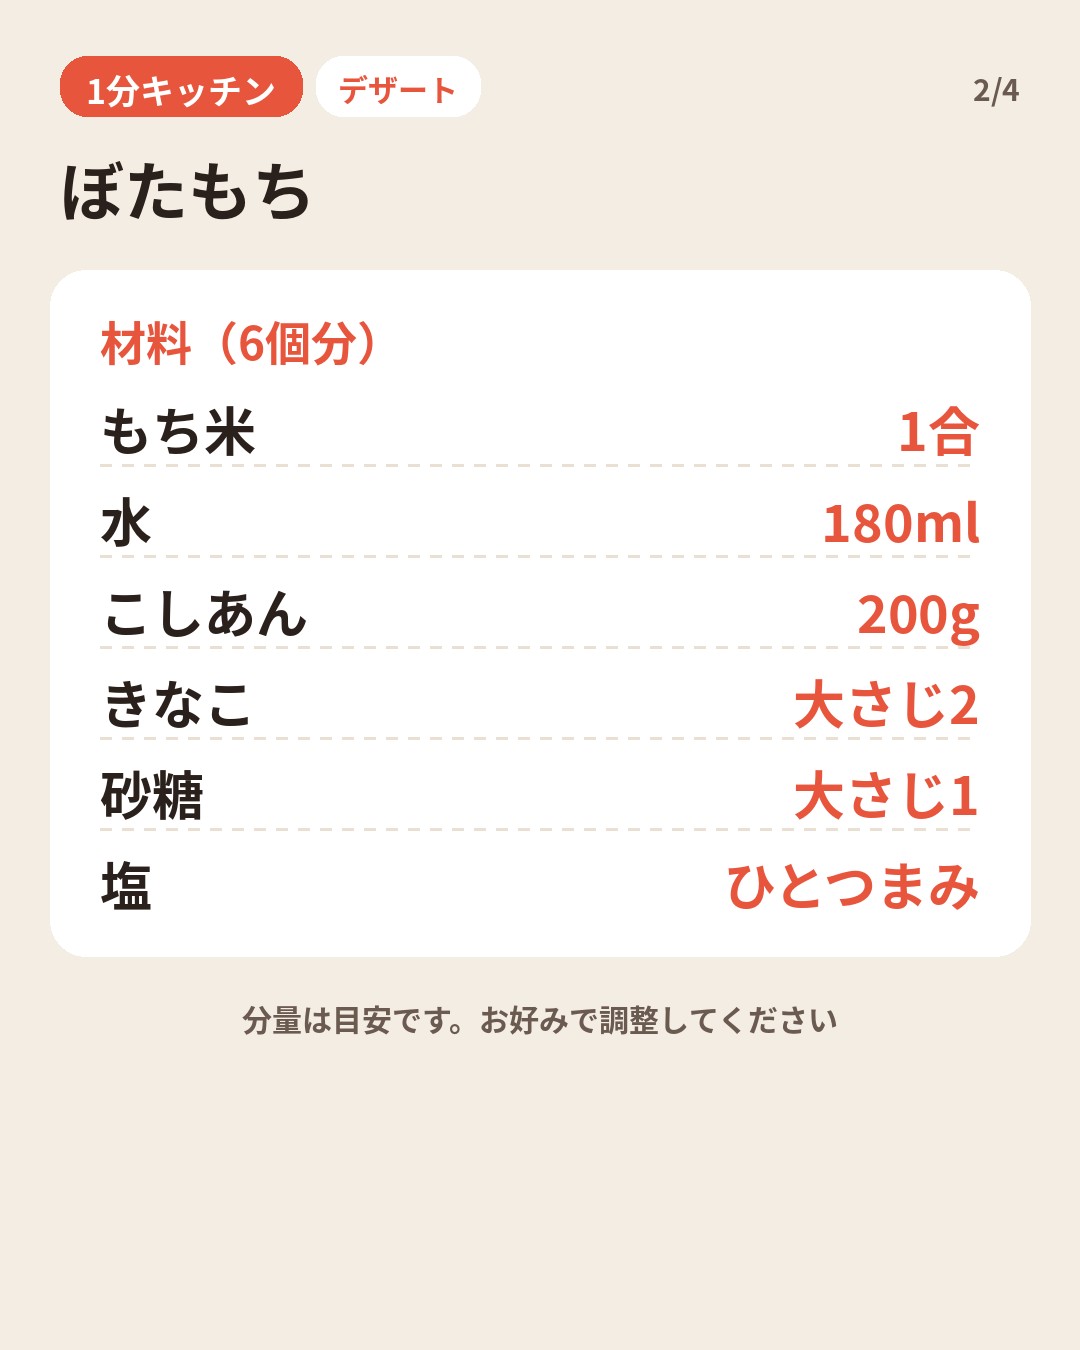 1分キッチン デザート 2/4
ぼたもち
材料（6個分）
もち米 1合
水 180ml
こしあん 200g
きなこ 大さじ2
砂糖 大さじ1
塩 ひとつまみ
分量は目安です。お好みで調整してください